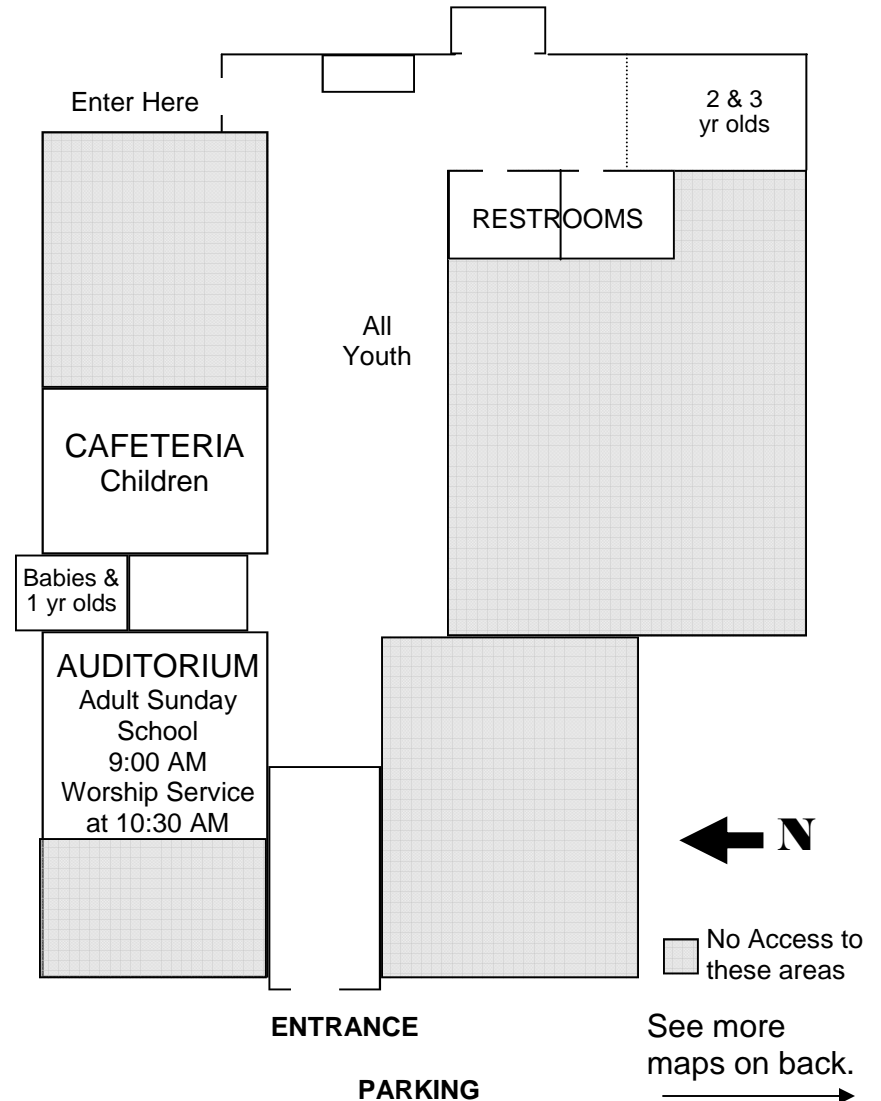 Enter Here
2 & 3
yr olds
RESTROOMS
All
Youth
CAFETERIA
Children
Babies &
1 yr olds
AUDITORIUM
Adult Sunday
School
9:00 AM
Worship Service
at 10:30 AM
N
No Access to
these areas
ENTRANCE
See more
maps on back.
PARKING